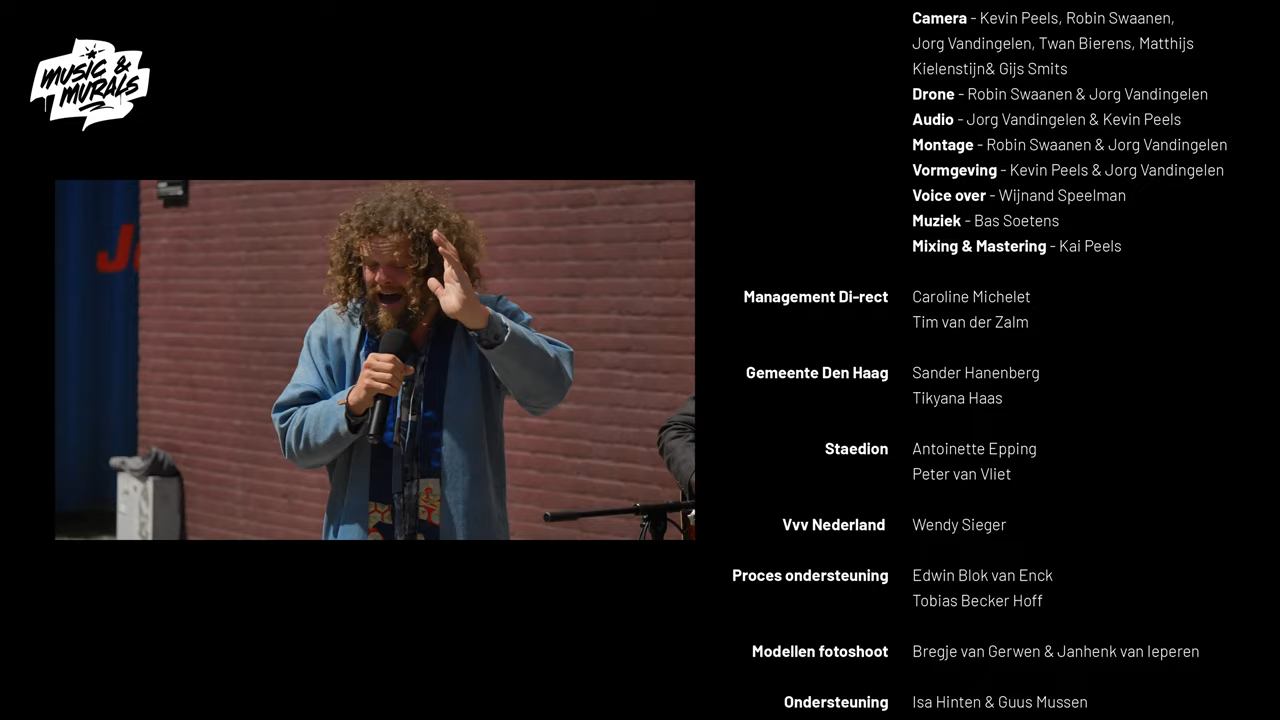 MUSIC &
MURALS
J
Camera - Kevin Peels, Robin Swaanen,
Jorg Vandingelen, Twan Bierens, Matthijs
Kielenstijn& Gijs Smits
Drone - Robin Swaanen & Jorg Vandingelen
Audio - Jorg Vandingelen & Kevin Peels
Montage - Robin Swaanen & Jorg Vandingelen
Vormgeving - Kevin Peels & Jorg Vandingelen
Voice over - Wijnand Speelman
Muziek - Bas Soetens
Mixing & Mastering - Kai Peels
Management Di-rect Caroline Michelet
Tim van der Zalm
Gemeente Den Haag Sander Hanenberg
Tikyana Haas
Staedion Antoinette Epping
Peter van Vliet
Vvv Nederland Wendy Sieger
Proces ondersteuning Edwin Blok van Enck
Tobias Becker Hoff
Modellen fotoshoot Bregje van Gerwen & Janhenk van Ieperen
Ondersteuning Isa Hinten & Guus Mussen